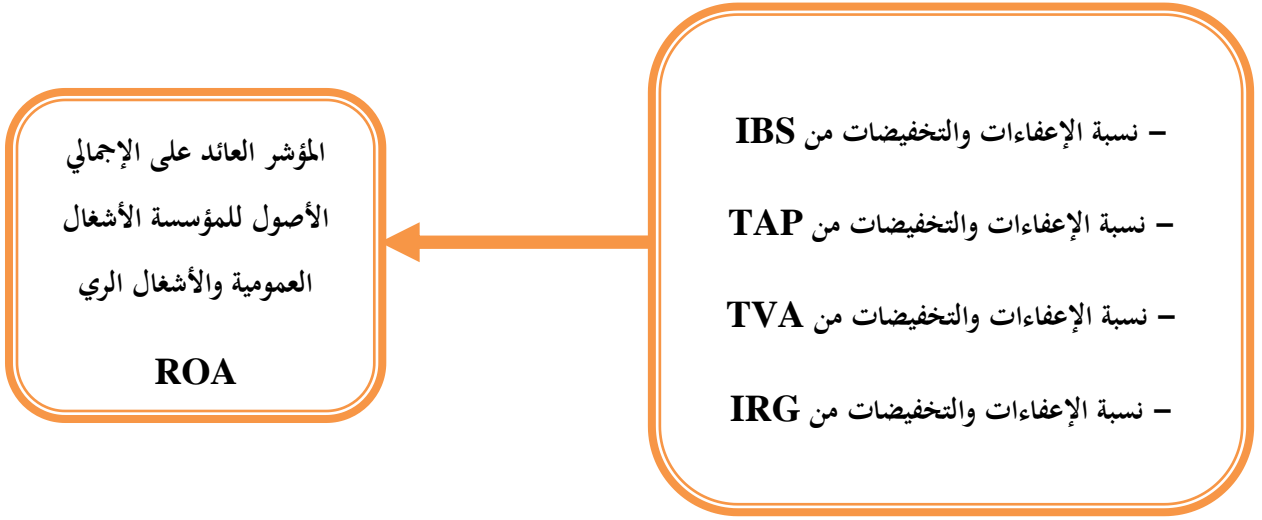 – نسبة الإعفاءات والتخفيضات من IBS
– نسبة الإعفاءات والتخفيضات من TAP
– نسبة الإعفاءات والتخفيضات من TVA
– نسبة الإعفاءات والتخفيضات من IRG
المؤشر العائد على الإجمالي
الأصول للمؤسسة الأشغال
العمومية والأشغال الري
ROA